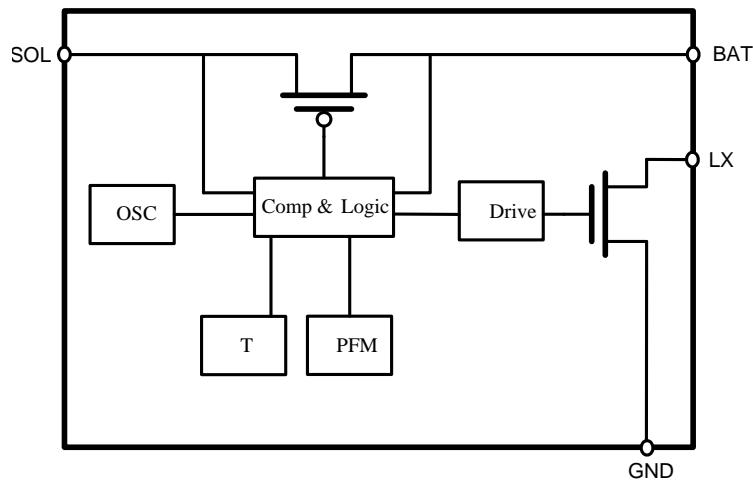 SOL
BAT
LX
OSC
Comp & Logic
Drive
T
PFM
GND